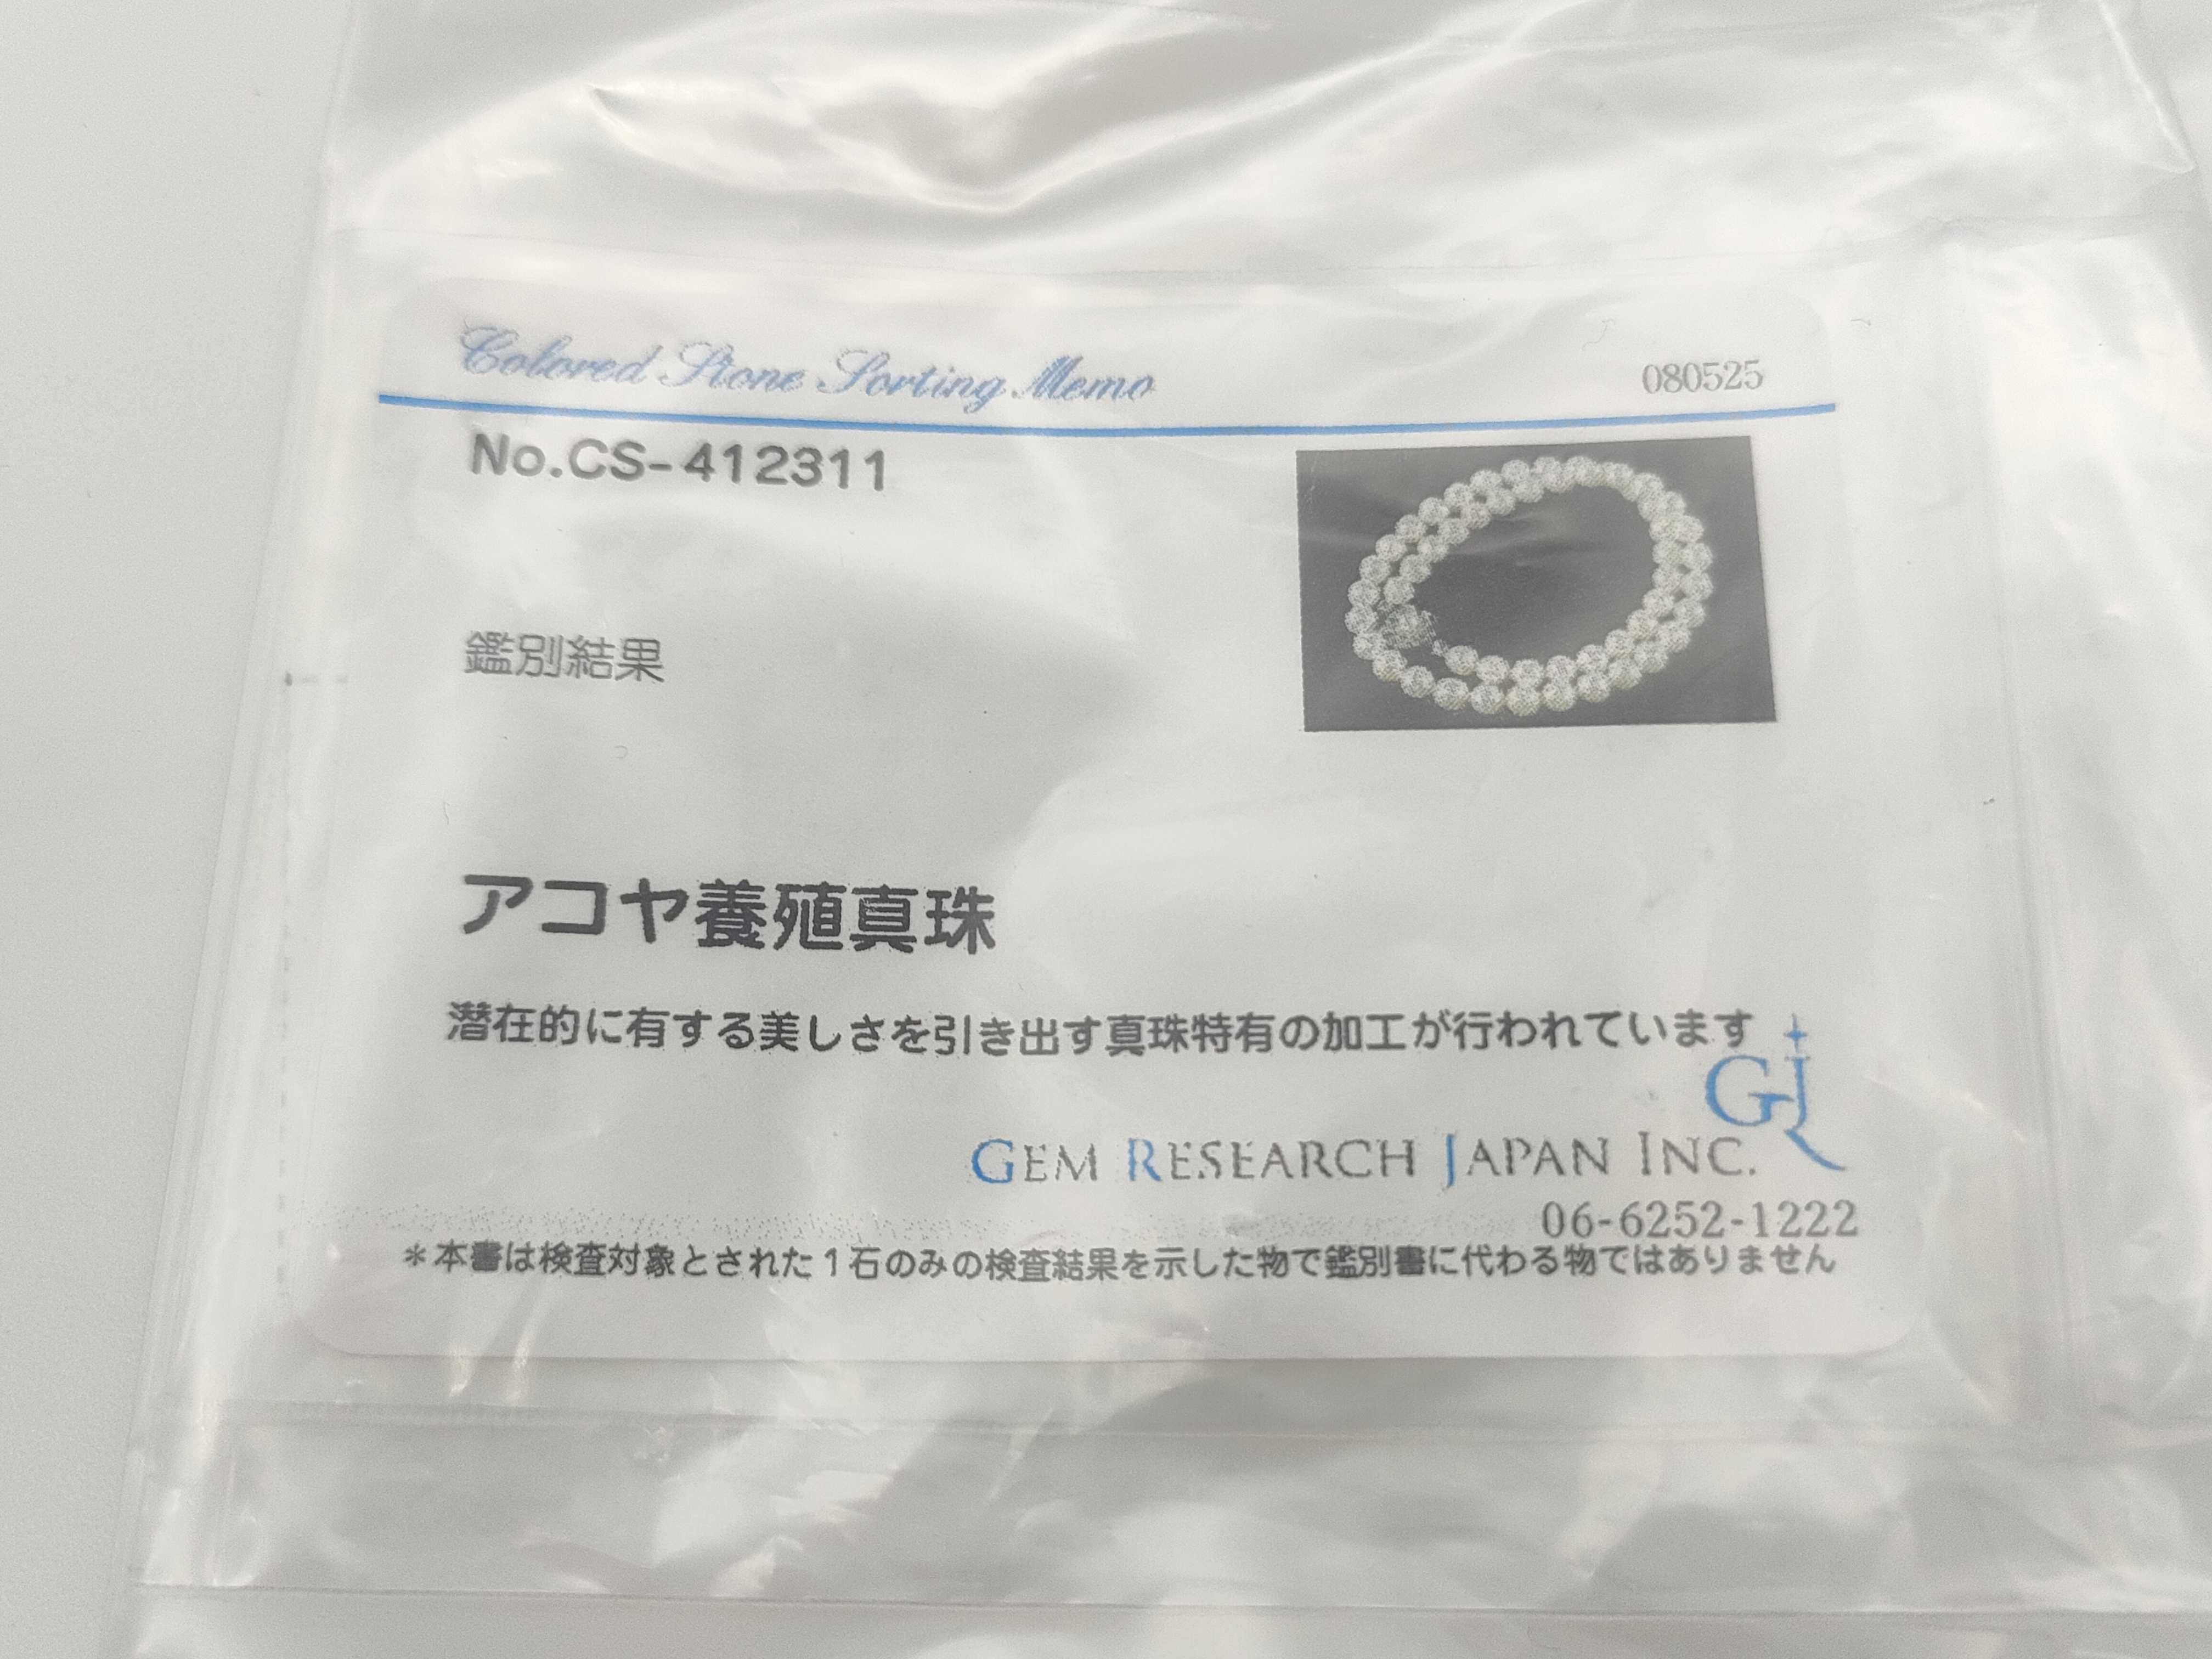 Colored Stone Sorting Memo
080525
No.CS-412311
鑑別結果
アコヤ養殖真珠
潜在的に有する美しさを引き出す真珠特有の加工が行われています
GRJ
GEM RESEARCH JAPAN INC.
06-6252-1222
＊本書は検査対象とされた１石のみの検査結果を示した物で鑑別書に代わる物ではありません